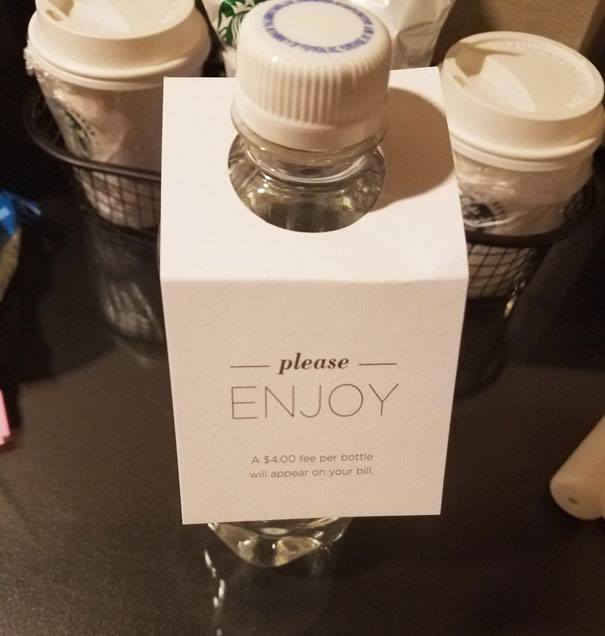 please
ENJOY
A $4.00 fee per bottle
will appear on your bill.